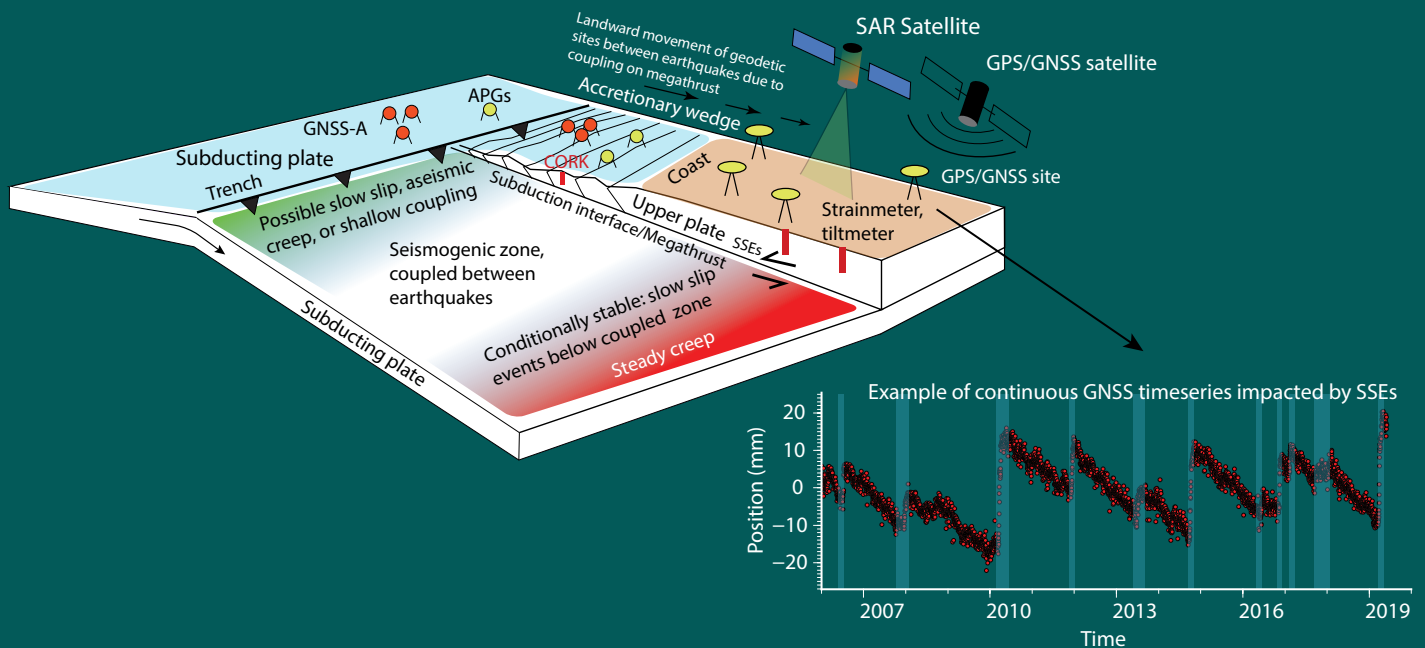 Landward movement of geodetic
sites between earthquakes due to
coupling on megathrust
SAR Satellite
GPS/GNSS satellite
APGs
GNSS-A
Accretionary wedge
Subducting plate
Trench
CORK
Coast
GPS/GNSS site
Possible slow slip, aseismic
creep, or shallow coupling
Subduction interface/Megathrust
Upper plate
SSEs
Strainmeter,
tiltmeter
Seismogenic zone,
coupled between
earthquakes
Conditionally stable: slow slip
events below coupled zone
Steady creep
Subducting plate
Example of continuous GNSS timeseries impacted by SSEs
Position (mm)
20
10
0
−10
−20
2007
2010
2013
2016
2019
Time